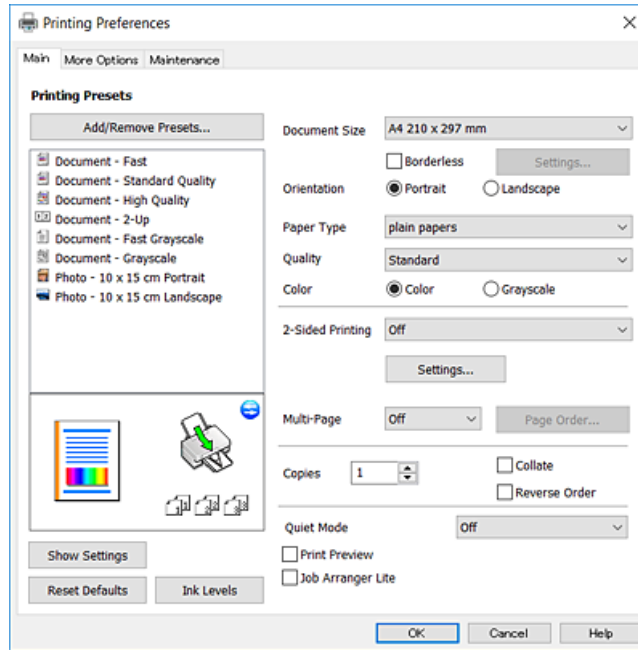 Printing Preferences
Main More Options Maintenance
Printing Presets
Add/Remove Presets...
Document - Fast
Document - Standard Quality
Document - High Quality
Document - 2-Up
Document - Fast Grayscale
Document - Grayscale
Photo - 10 x 15 cm Portrait
Photo - 10 x 15 cm Landscape
Show Settings
Reset Defaults Ink Levels
Document Size A4 210 x 297 mm
Borderless Settings...
Orientation Portrait Landscape
Paper Type plain papers
Quality Standard
Color Color Grayscale
2-Sided Printing Off
Settings...
Multi-Page Off Page Order...
Copies 1 Collate
Reverse Order
Quiet Mode Off
Print Preview
Job Arranger Lite
OK Cancel Help